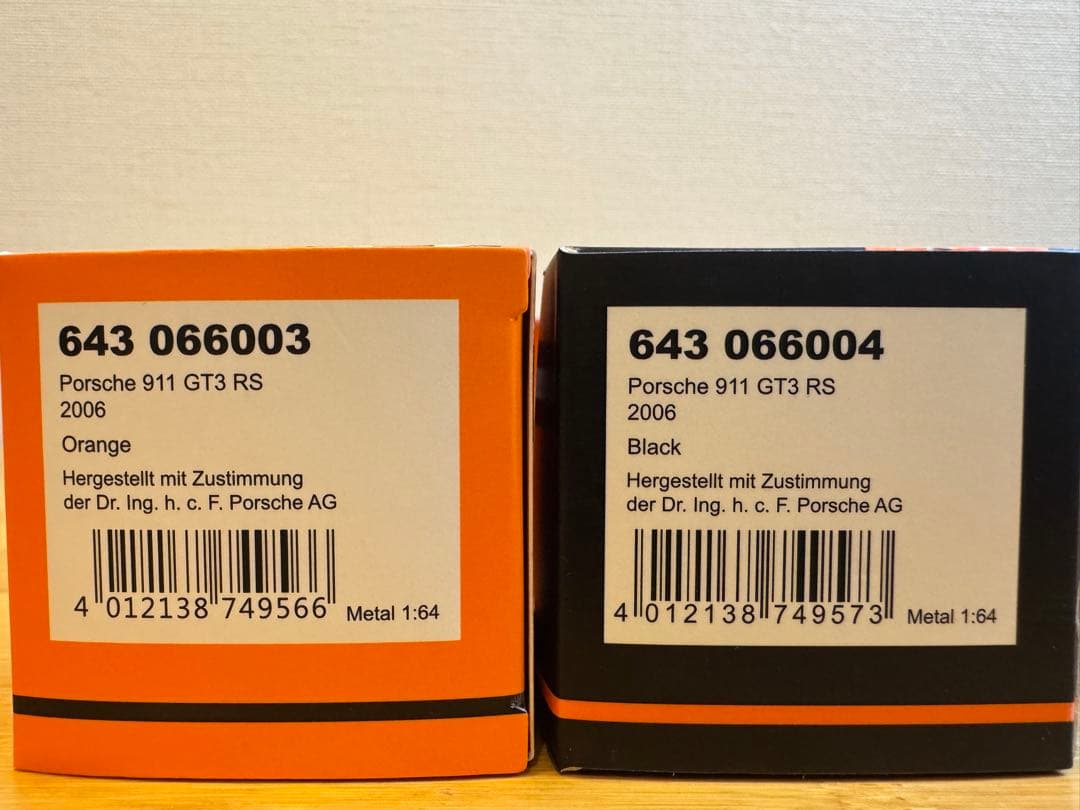 643 066003
Porsche 911 GT3 RS
2006
Orange
Hergestellt mit Zustimmung
der Dr. Ing. h. c. F. Porsche AG
4 012138 749566
Metal 1:64
643 066004
Porsche 911 GT3 RS
2006
Black
Hergestellt mit Zustimmung
der Dr. Ing. h. c. F. Porsche AG
4 012138 749573
Metal 1:64